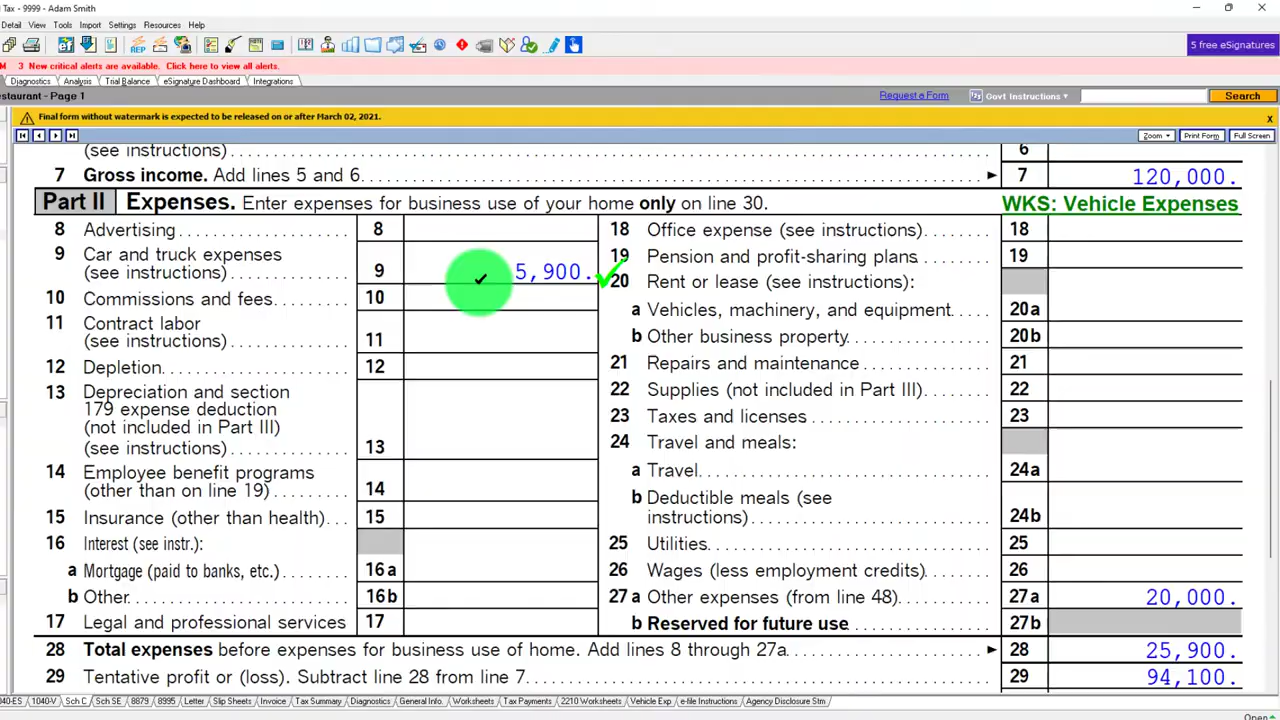 l Tax - 9999 - Adam Smith
Detail View Tools Import Settings Resources Help
REP
5 free eSignatures
M 3 New critical alerts are available. Click here to view all alerts.
Diagnostics Analysis Trial Balance eSignature Dashboard Integrations
estaurant - Page 1 Request a Form Govt Instructions Search
Final form without watermark is expected to be released on or after March 02, 2021. x
Zoom Print Form Full Screen
(see instructions) 6
7 Gross income. Add lines 5 and 6. 7 120,000.
Part II Expenses. Enter expenses for business use of your home only on line 30. WKS: Vehicle Expenses
8 Advertising 8
9 Car and truck expenses
(see instructions) 9 5,900.
10 Commissions and fees 10
11 Contract labor
(see instructions) 11
12 Depletion 12
13 Depreciation and section
179 expense deduction
(not included in Part III)
(see instructions) 13
14 Employee benefit programs
(other than on line 19) 14
15 Insurance (other than health) 15
16 Interest (see instr.):
a Mortgage (paid to banks, etc.) 16a
b Other 16b
17 Legal and professional services 17
18 Office expense (see instructions) 18
19 Pension and profit-sharing plans 19
20 Rent or lease (see instructions):
a Vehicles, machinery, and equipment 20a
b Other business property 20b
21 Repairs and maintenance 21
22 Supplies (not included in Part III) 22
23 Taxes and licenses 23
24 Travel and meals:
a Travel 24a
b Deductible meals (see
instructions) 24b
25 Utilities 25
26 Wages (less employment credits) 26
27a Other expenses (from line 48) 27a 20,000.
b Reserved for future use 27b
28 Total expenses before expenses for business use of home. Add lines 8 through 27a 28 25,900.
29 Tentative profit or (loss). Subtract line 28 from line 7 29 94,100.
040-ES 1040-V Sch C Sch SE 8879 8995 Letter Slip Sheets Invoice Tax Summary Diagnostics General Info. Worksheets Tax Payments 2210 Worksheets Vehicle Exp e-file Instructions Agency Disclosure Stm
Open